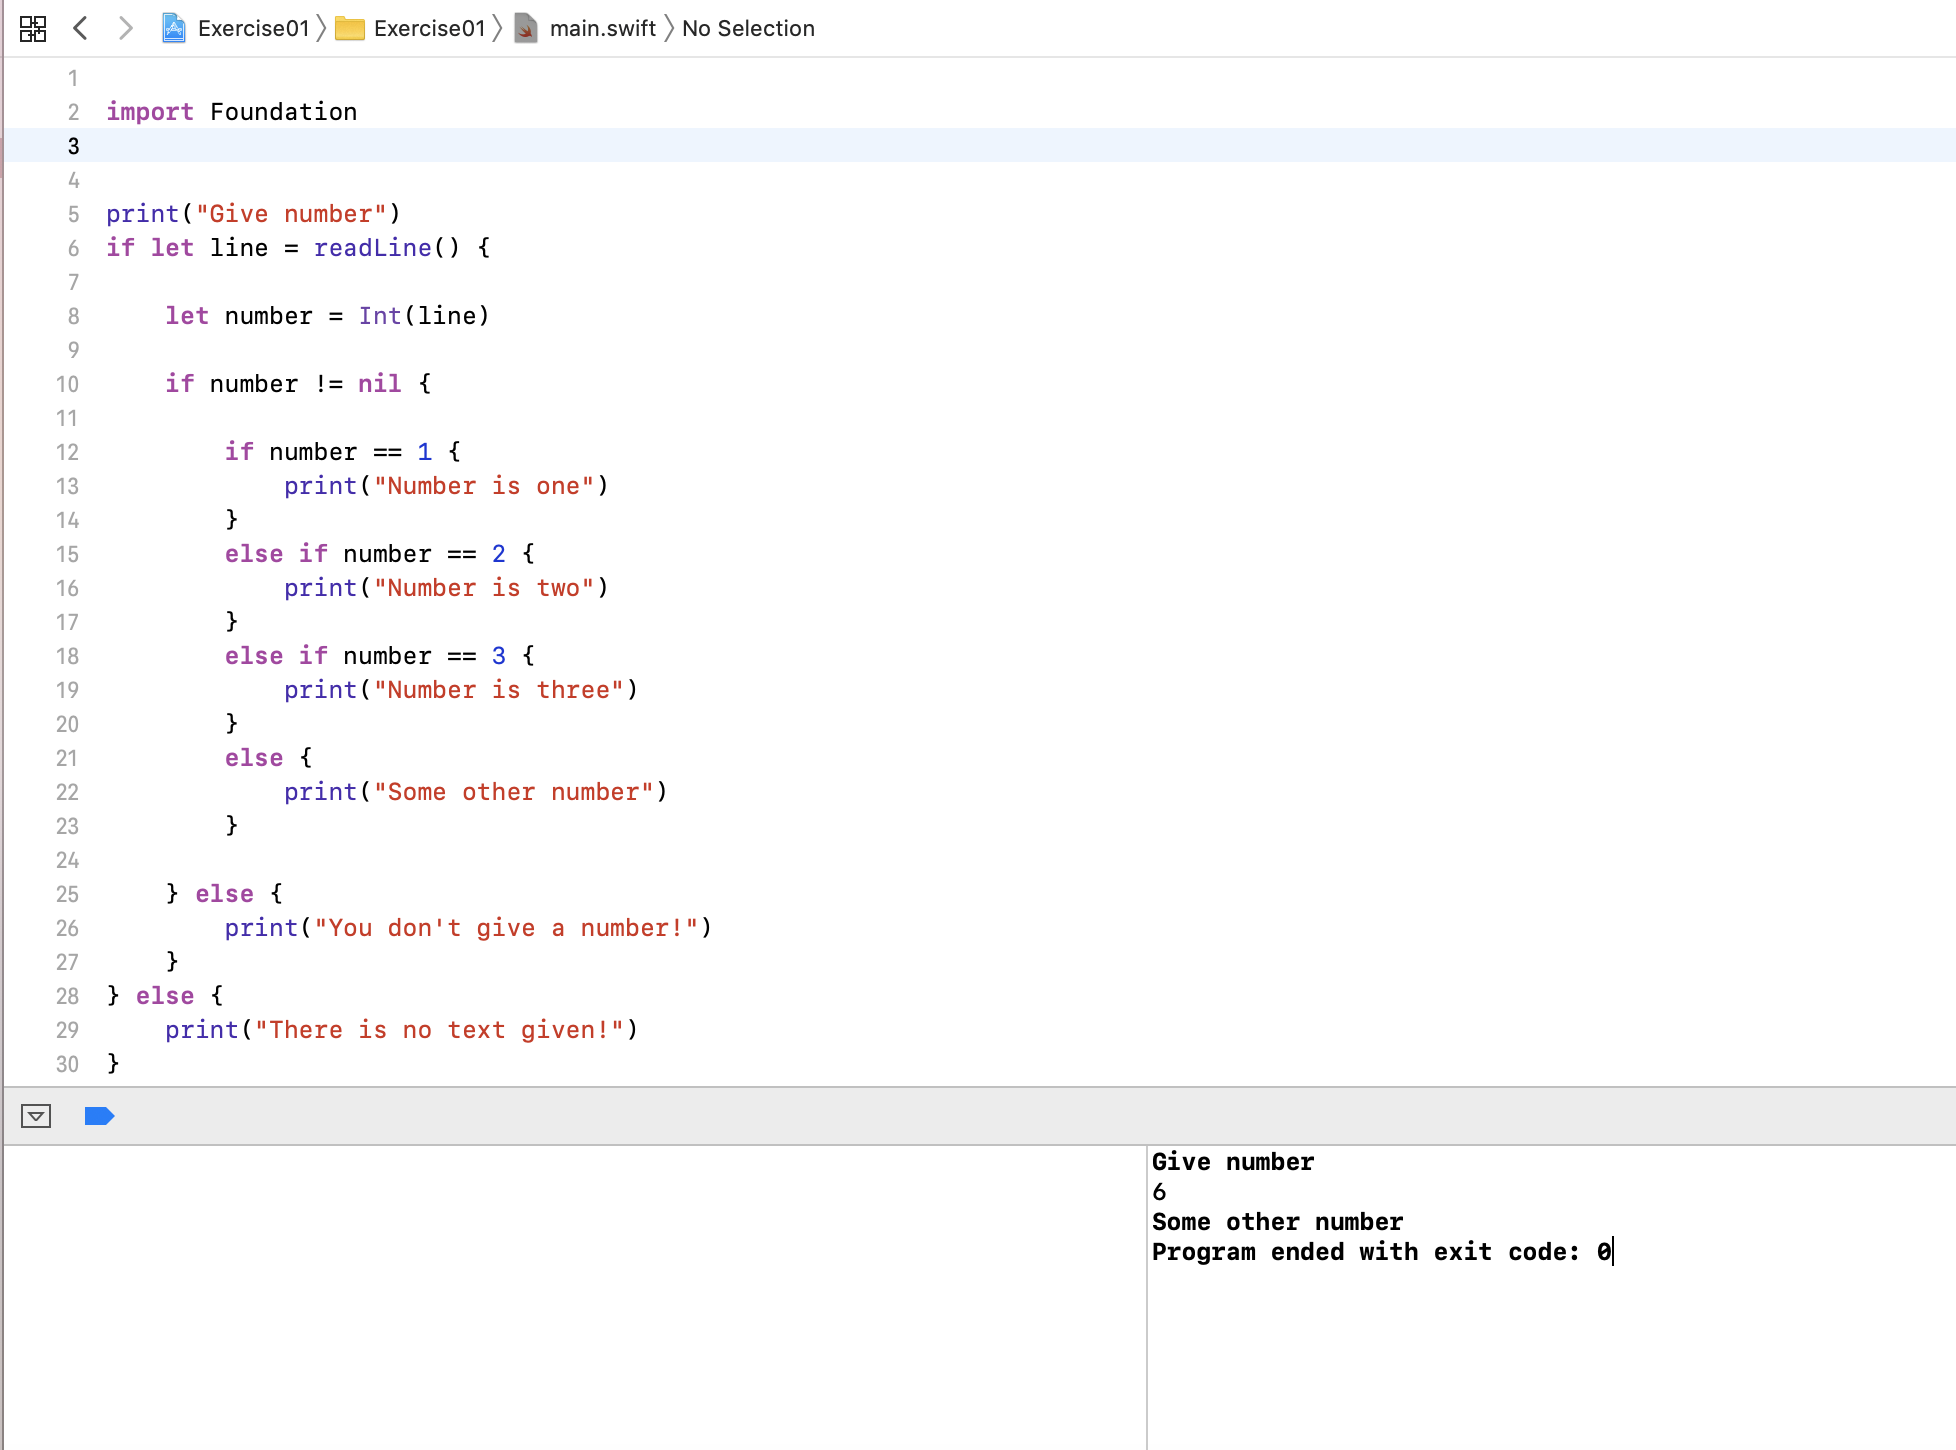 Exercise01 Exercise01 main.swift No Selection
1
2 import Foundation
3
4
5 print("Give number")
6 if let line = readLine() {
7
8     let number = Int(line)
9
10     if number != nil {
11
12         if number == 1 {
13             print("Number is one")
14         }
15         else if number == 2 {
16             print("Number is two")
17         }
18         else if number == 3 {
19             print("Number is three")
20         }
21         else {
22             print("Some other number")
23         }
24
25     } else {
26         print("You don't give a number!")
27     }
28 } else {
29     print("There is no text given!")
30 }
Give number
6
Some other number
Program ended with exit code: 0